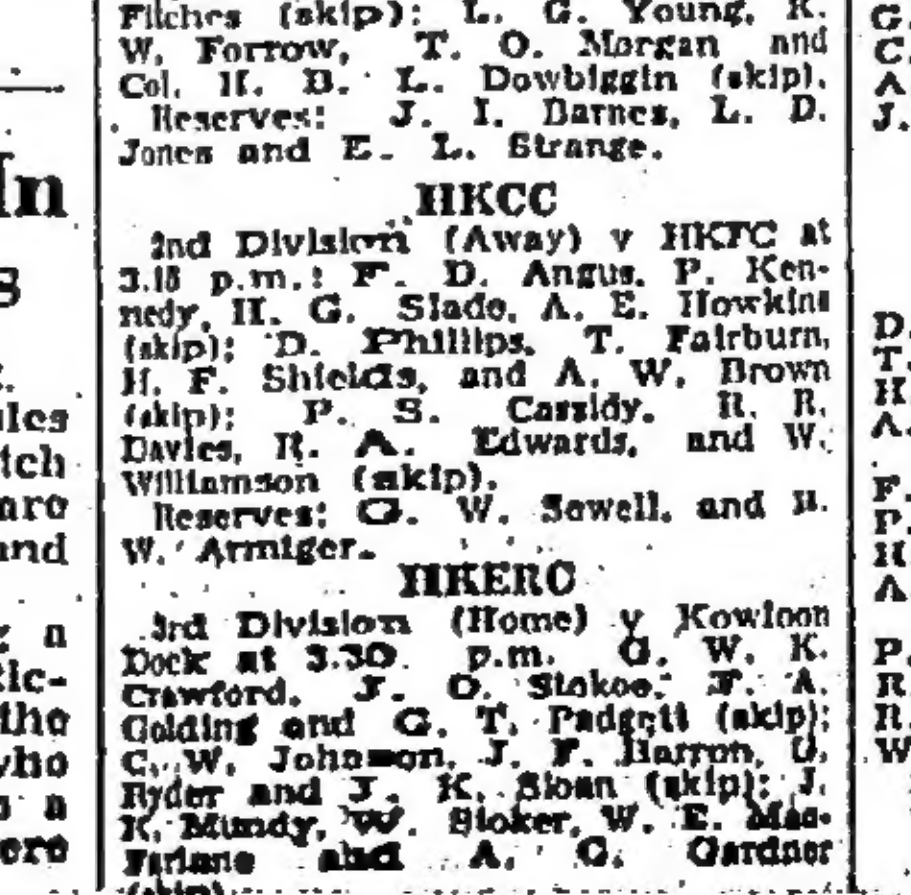 In
s
ules
itch
are
and
g a
tic-
the
who
o a
ere
Filches (skip); L. G. Young, R.
W. Forrow, T. O. Morgan and
Col. H. B. L. Dowbiggin (skip).
Reserves: J. I. Barnes, L. D.
Jones and E. L. Strange.
HKCC
2nd Division (Away) v HKFC at
3.15 p.m.: F. D. Angus, P. Ken-
nedy, H. G. Slade, A. E. Howkins
(skip); D. Phillips, T. Fairburn,
H. F. Shields, and A. W. Brown
(skip); P. S. Cassidy, R. R.
Davies, R. A. Edwards, and W.
Williamson (skip).
Reserves: G. W. Sewell, and H.
W. Armiger.
HKERC
3rd Division (Home) v Kowloon
Dock at 3.30 p.m. G. W. K.
Crawford, J. O. Stokoe, F. A.
Golding and G. T. Padgett (skip);
C. W. Johnson, J. F. Barron, U.
Ryder and J. K. Sloan (skip); J.
K. Mundy, W. Stoker, W. E. Mac-
Farlane and A. G. Gardner
(skip)
G.
C.
A
J.
D.
T.
H
A.
F.
P.
H
A
P.
R
R.
W